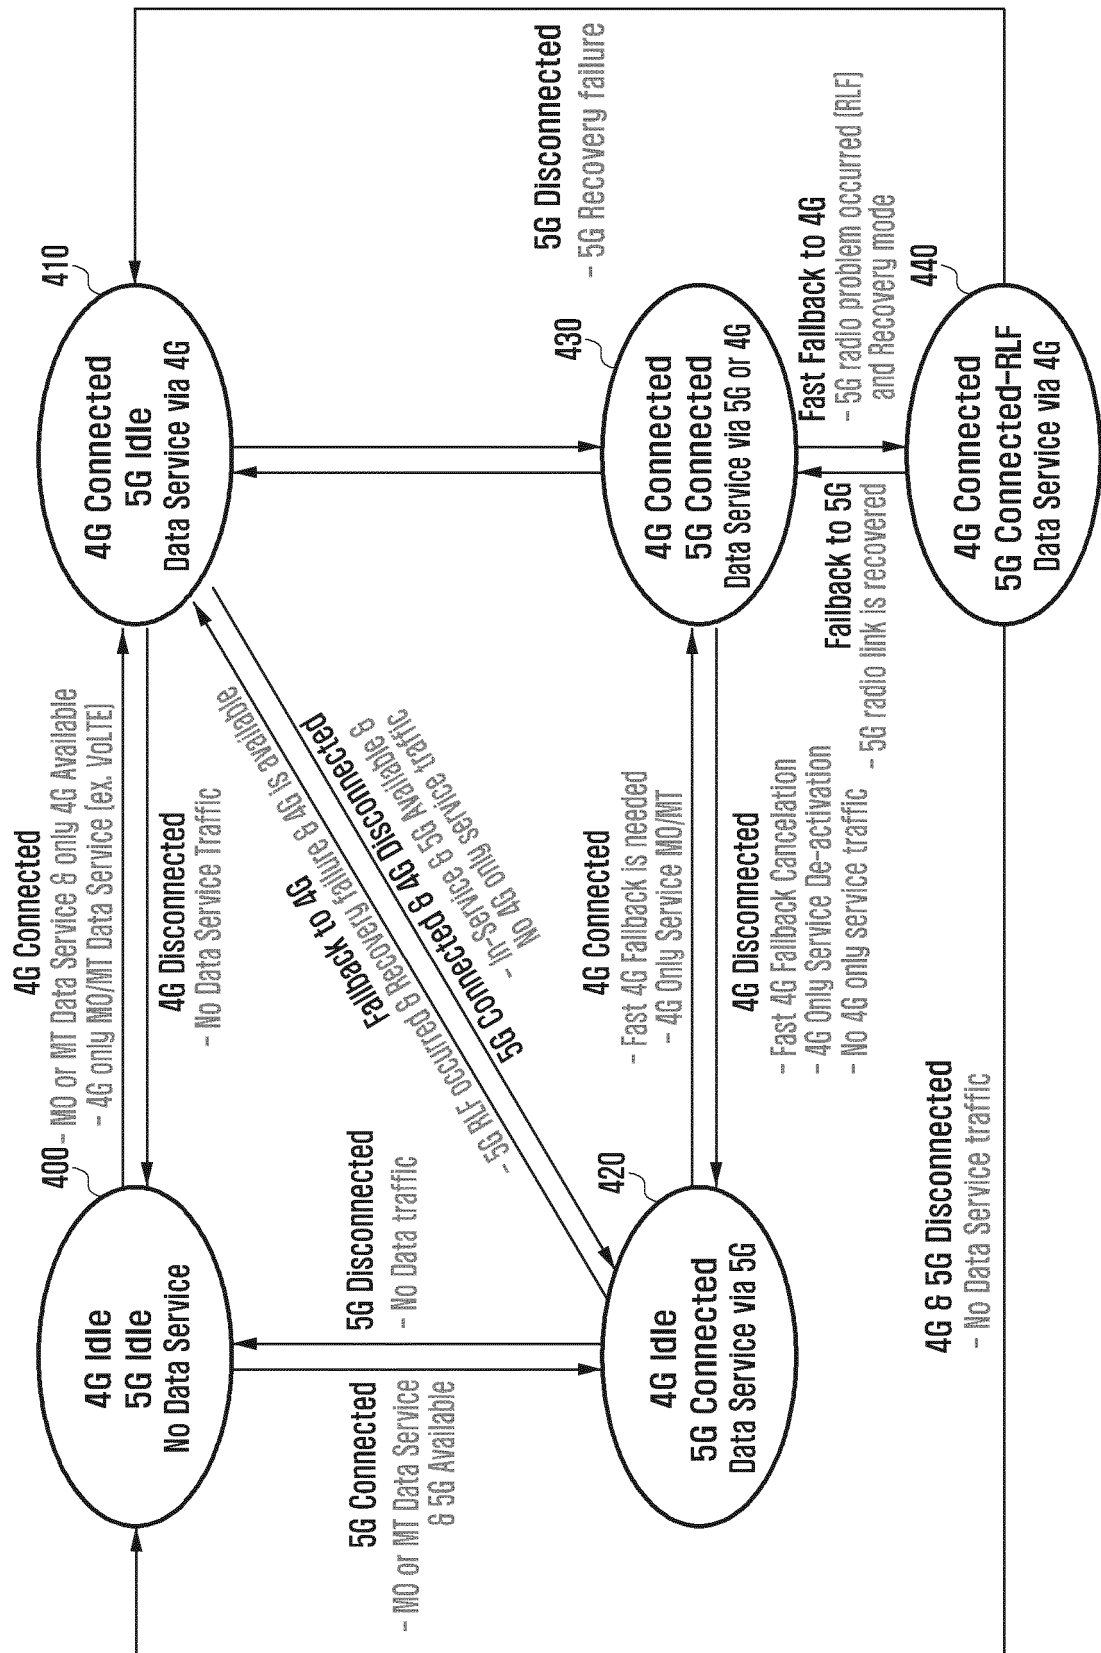 400
4G Idle
5G Idle
No Data Service
4G Connected
- MO or MT Data Service & only 4G Available
- 4G only MO/MT Data Service (ex. VoLTE)
4G Disconnected
- No Data Service Traffic
410
4G Connected
5G Idle
Data Service via 4G
5G Connected
- MO or MT Data Service
& 5G Available
5G Disconnected
- No Data traffic
Fallback to 4G
- 5G RLF occurred & Recovery failure & 4G is available
5G Connected & 4G Disconnected
- In-Service & 5G Available &
No 4G only service traffic
5G Disconnected
- 5G Recovery failure
420
4G Idle
5G Connected
Data Service via 5G
4G Connected
- Fast 4G Fallback is needed
- 4G Only Service MO/MT
4G Disconnected
- Fast 4G Fallback Cancelation
- 4G Only Service De-activation
- No 4G only service traffic
430
4G Connected
5G Connected
Data Service via 5G or 4G
Fallback to 5G
- 5G radio link is recovered
Fast Fallback to 4G
- 5G radio problem occurred (RLF)
and Recovery mode
4G & 5G Disconnected
- No Data Service traffic
440
4G Connected
5G Connected-RLF
Data Service via 4G